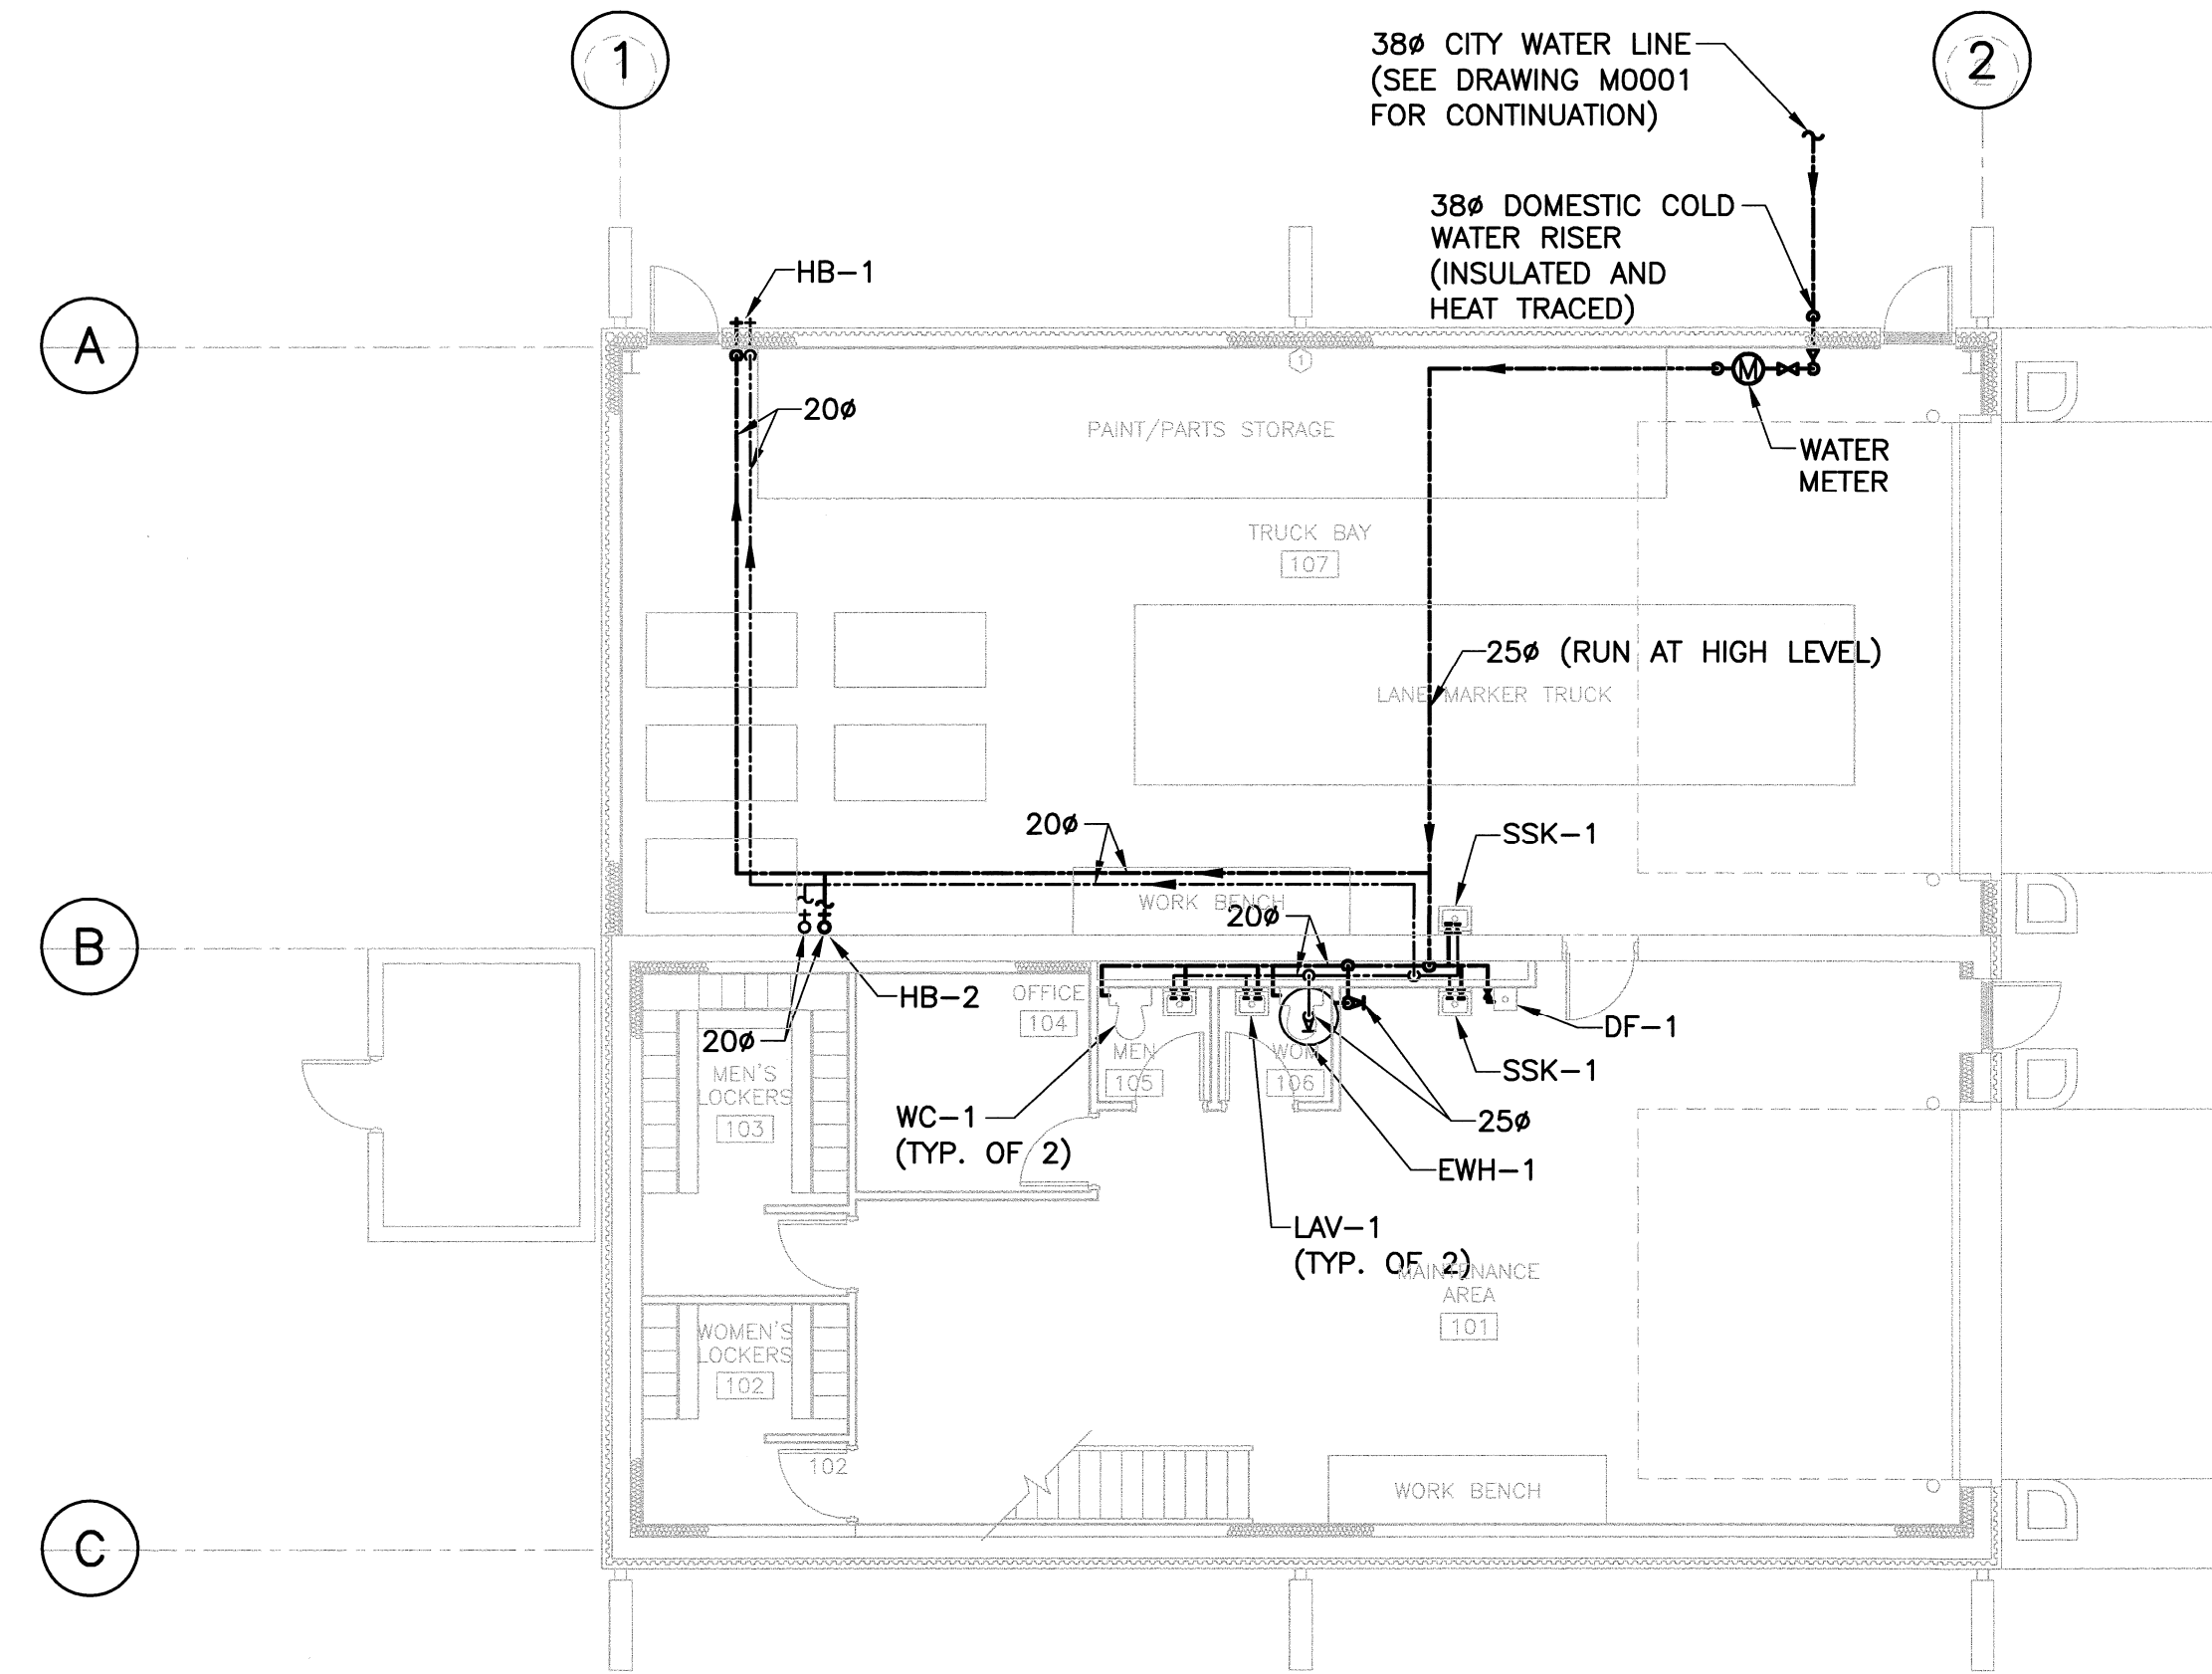 1
2
38ø CITY WATER LINE
(SEE DRAWING M0001
FOR CONTINUATION)
38ø DOMESTIC COLD
WATER RISER
(INSULATED AND
HEAT TRACED)
HB-1
A
1
M
20ø
PAINT/PARTS STORAGE
WATER
METER
TRUCK BAY
107
25ø (RUN AT HIGH LEVEL)
LANE MARKER TRUCK
20ø
SSK-1
WORK BENCH
20ø
B
HB-2
OFFICE
104
20ø
DF-1
MEN
105
WOM
106
SSK-1
MEN'S
LOCKERS
103
WC-1
(TYP. OF 2)
25ø
EWH-1
LAV-1
(TYP. OF 2)
MAINTENANCE
AREA
101
WOMEN'S
LOCKERS
102
102
WORK BENCH
C